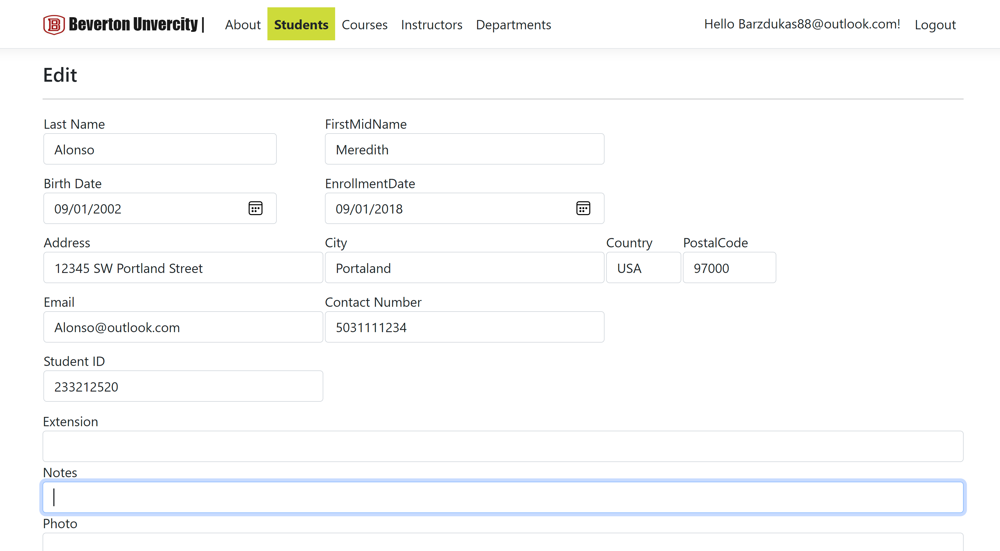 B Beverton Unvercity | About Students Courses Instructors Departments Hello Barzdukas88@outlook.com! Logout
Edit
Last Name FirstMidName
Alonso Meredith
Birth Date EnrollmentDate
09/01/2002 09/01/2018
Address City Country PostalCode
12345 SW Portland Street Portaland USA 97000
Email Contact Number
Alonso@outlook.com 5031111234
Student ID
233212520
Extension
Notes
Photo